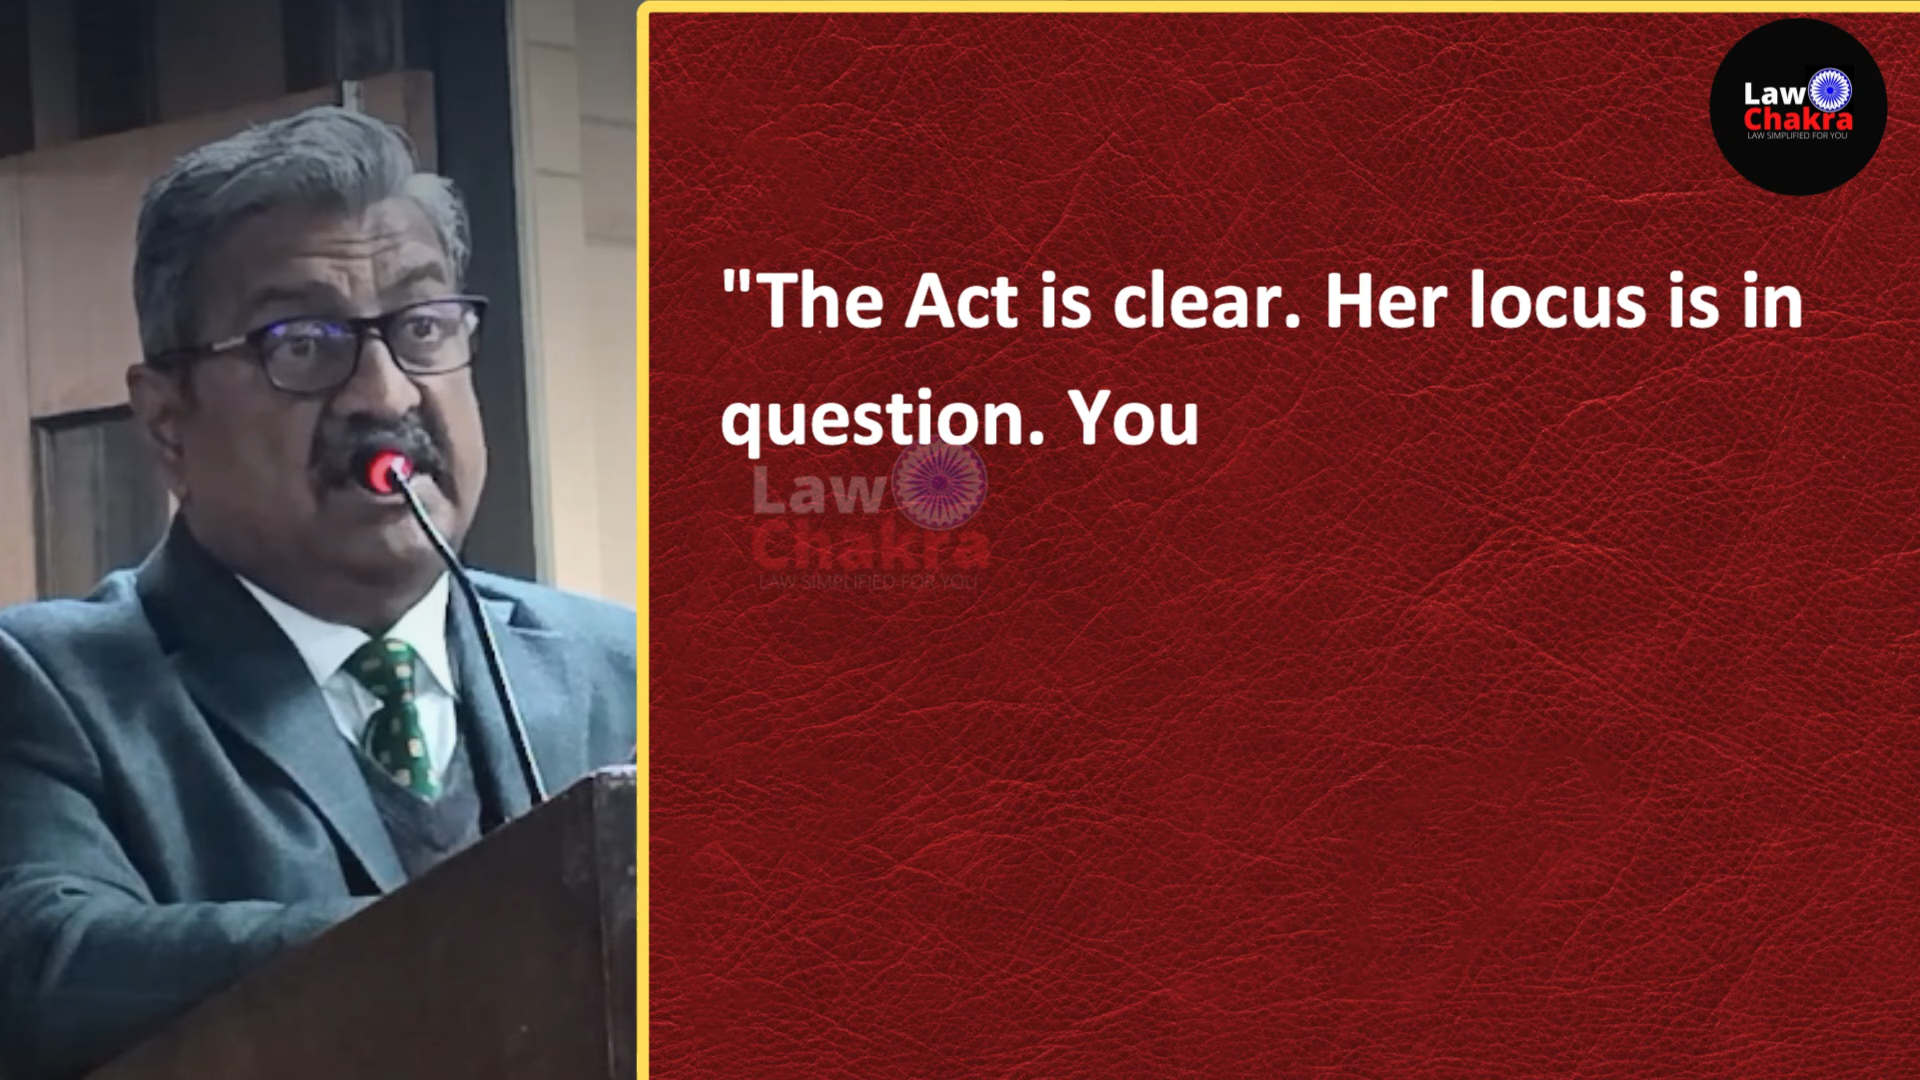 Law
Chakra
LAW SIMPLIFIED FOR YOU
"The Act is clear. Her locus is in
question. You
Law
Chakra
LAW SIMPLIFIED FOR YOU